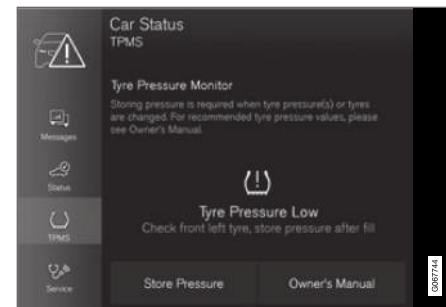 Car Status
TPMS
Tyre Pressure Monitor
Storing pressure is required when tyre pressure(s) or tyres
are changed. For recommended tyre pressure values, please
see Owner's Manual.
Messages
Status
TPMS
Service
Tyre Pressure Low
Check front left tyre, store pressure after fill
Store Pressure
Owner's Manual
G067744